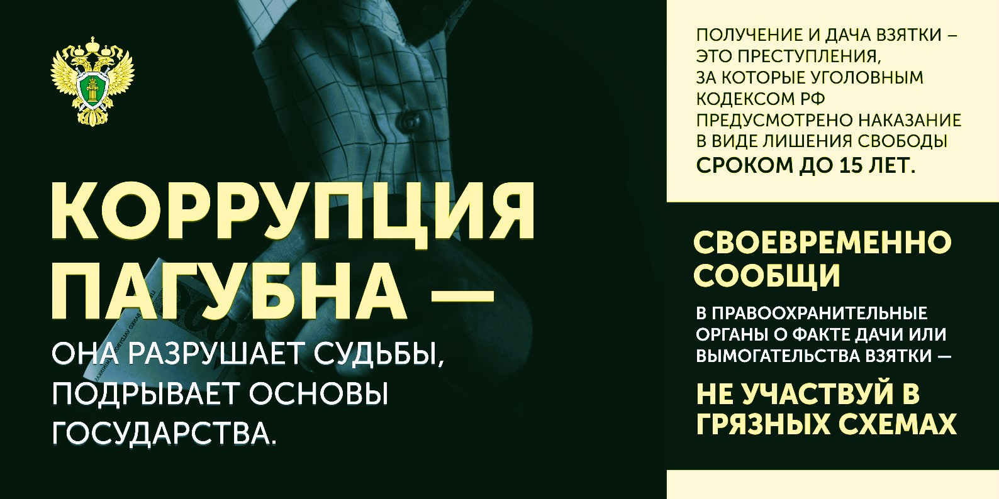 КОРРУПЦИЯ
ПАГУБНА —
ОНА РАЗРУШАЕТ СУДЬБЫ,
ПОДРЫВАЕТ ОСНОВЫ
ГОСУДАРСТВА.
ПОЛУЧЕНИЕ И ДАЧА ВЗЯТКИ –
ЭТО ПРЕСТУПЛЕНИЯ,
ЗА КОТОРЫЕ УГОЛОВНЫМ
КОДЕКСОМ РФ
ПРЕДУСМОТРЕНО НАКАЗАНИЕ
В ВИДЕ ЛИШЕНИЯ СВОБОДЫ
СРОКОМ ДО 15 ЛЕТ.
СВОЕВРЕМЕННО
СООБЩИ
В ПРАВООХРАНИТЕЛЬНЫЕ
ОРГАНЫ О ФАКТЕ ДАЧИ ИЛИ
ВЫМОГАТЕЛЬСТВА ВЗЯТКИ —
НЕ УЧАСТВУЙ В
ГРЯЗНЫХ СХЕМАХ